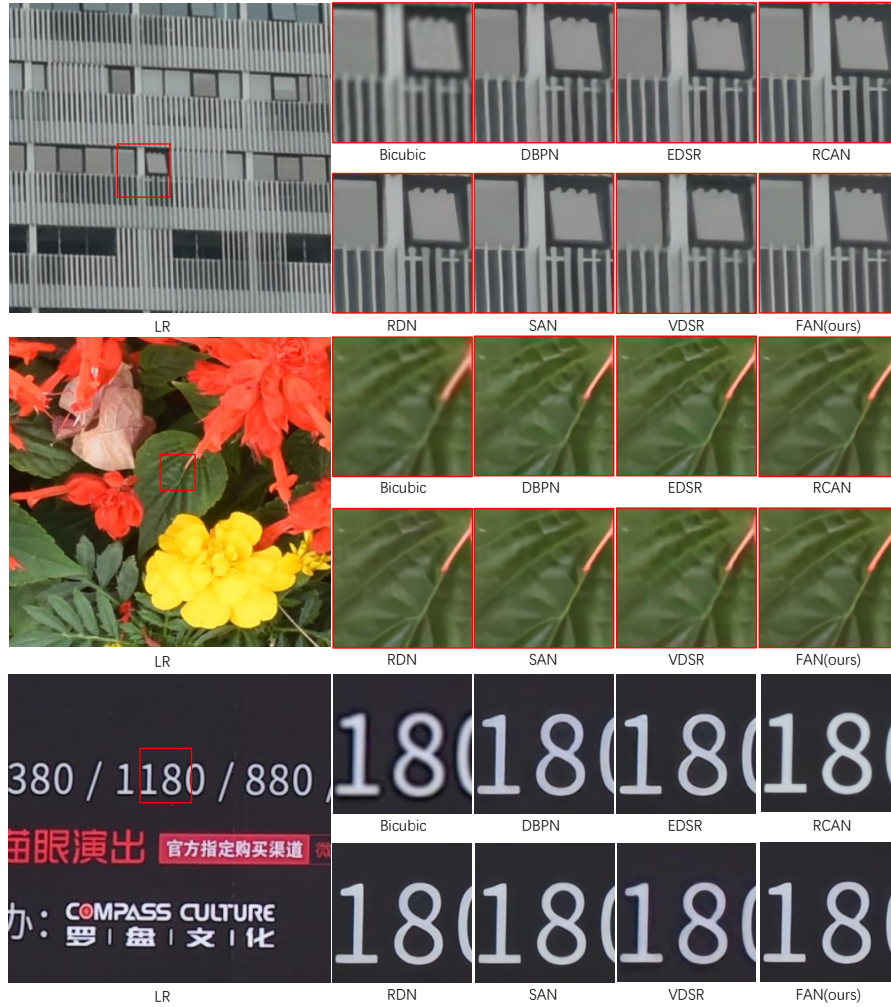 Bicubic DBPN EDSR RCAN
LR RDN SAN VDSR FAN(ours)
Bicubic DBPN EDSR RCAN
LR RDN SAN VDSR FAN(ours)
380 / 1180 / 880 /
猫眼演出 官方指定购买渠道 微
办: COMPASS CULTURE
罗 | 盘 | 文 | 化
180 180 180 180
Bicubic DBPN EDSR RCAN
180 180 180 180
LR RDN SAN VDSR FAN(ours)